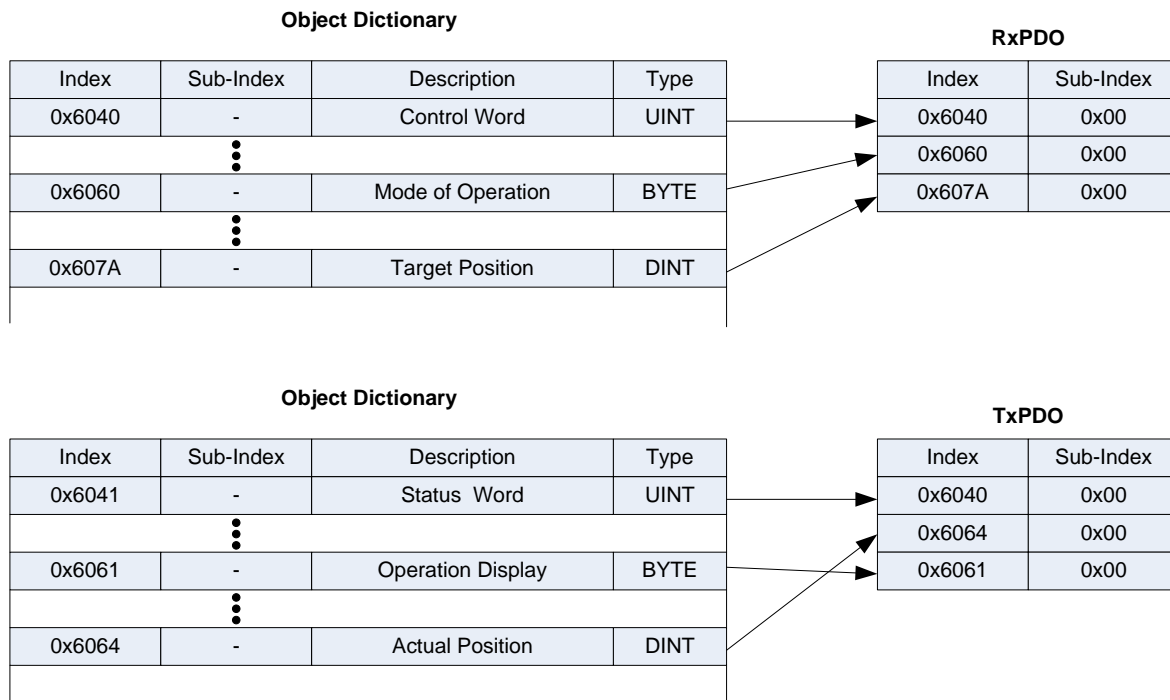 Object Dictionary
RxPDO
Index Sub-Index Description Type
Index Sub-Index
0x6040 - Control Word UINT
0x6040 0x00
0x6060 0x00
0x6060 - Mode of Operation BYTE
0x607A 0x00
0x607A - Target Position DINT
Object Dictionary
TxPDO
Index Sub-Index Description Type
Index Sub-Index
0x6041 - Status Word UINT
0x6040 0x00
0x6064 0x00
0x6061 - Operation Display BYTE
0x6061 0x00
0x6064 - Actual Position DINT